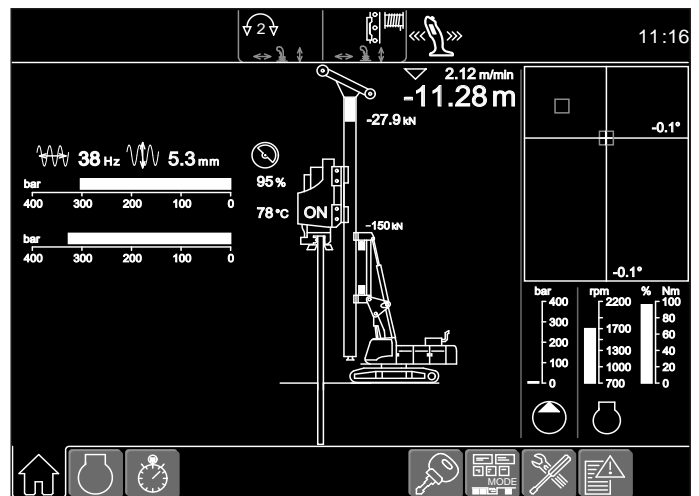 2
11:16
2.12 m/min
-11.28 m
-27.9 kN
-0.1°
38 Hz 5.3 mm
95 %
bar
400 300 200 100 0
78 °C
ON
-150 kN
bar
400 300 200 100 0
-0.1°
bar rpm % Nm
400 2200 100
300 1700 80
200 1300 60
100 1000 40
0 700 20
0
MODE